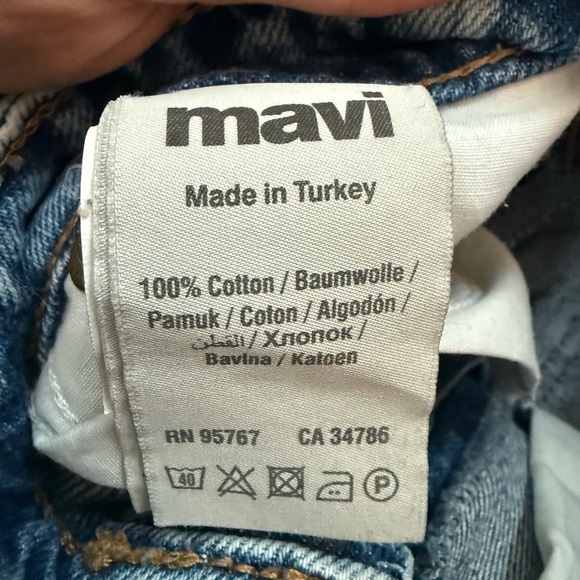 mavi
Made in Turkey
100% Cotton / Baumwolle /
Pamuk / Coton / Algodón /
القطن / Хлопок /
Bavlna / Katoen
RN 95767 CA 34786
40 P